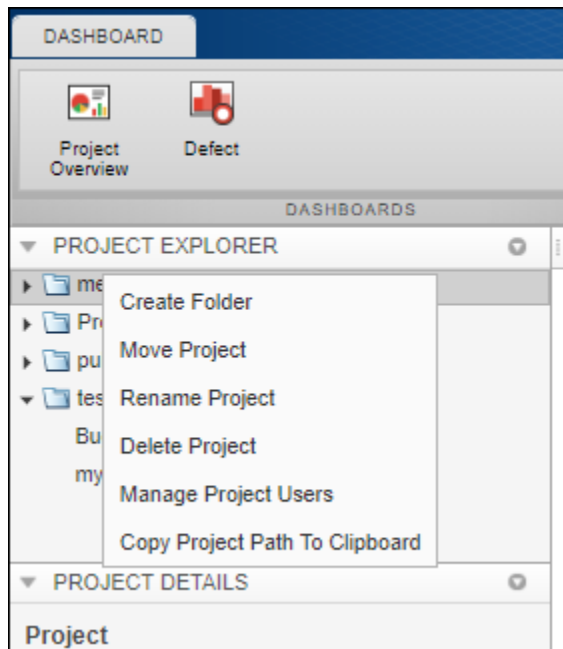 DASHBOARD
Project Overview
Defect
DASHBOARDS
PROJECT EXPLORER
Create Folder
Move Project
Rename Project
Delete Project
Manage Project Users
Copy Project Path To Clipboard
PROJECT DETAILS
Project